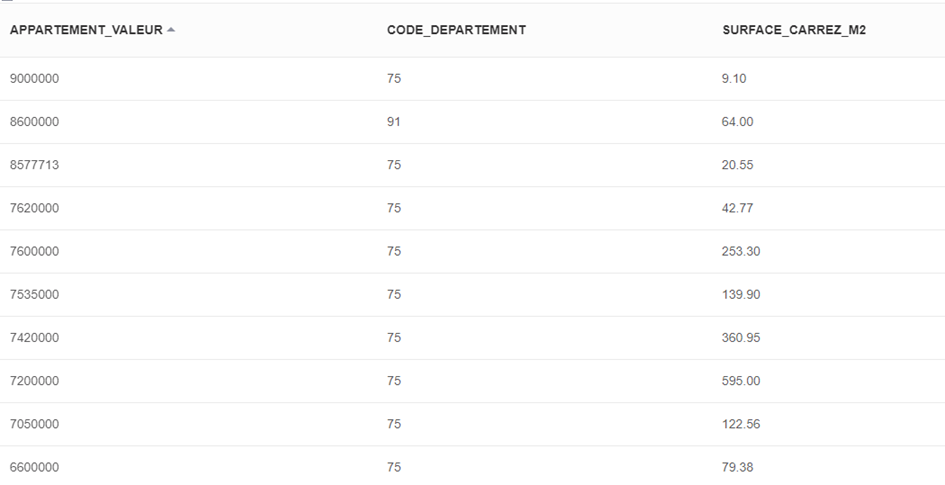 APPARTEMENT_VALEUR CODE_DEPARTEMENT SURFACE_CARREZ_M2
9000000 75 9.10
8600000 91 64.00
8577713 75 20.55
7620000 75 42.77
7600000 75 253.30
7535000 75 139.90
7420000 75 360.95
7200000 75 595.00
7050000 75 122.56
6600000 75 79.38